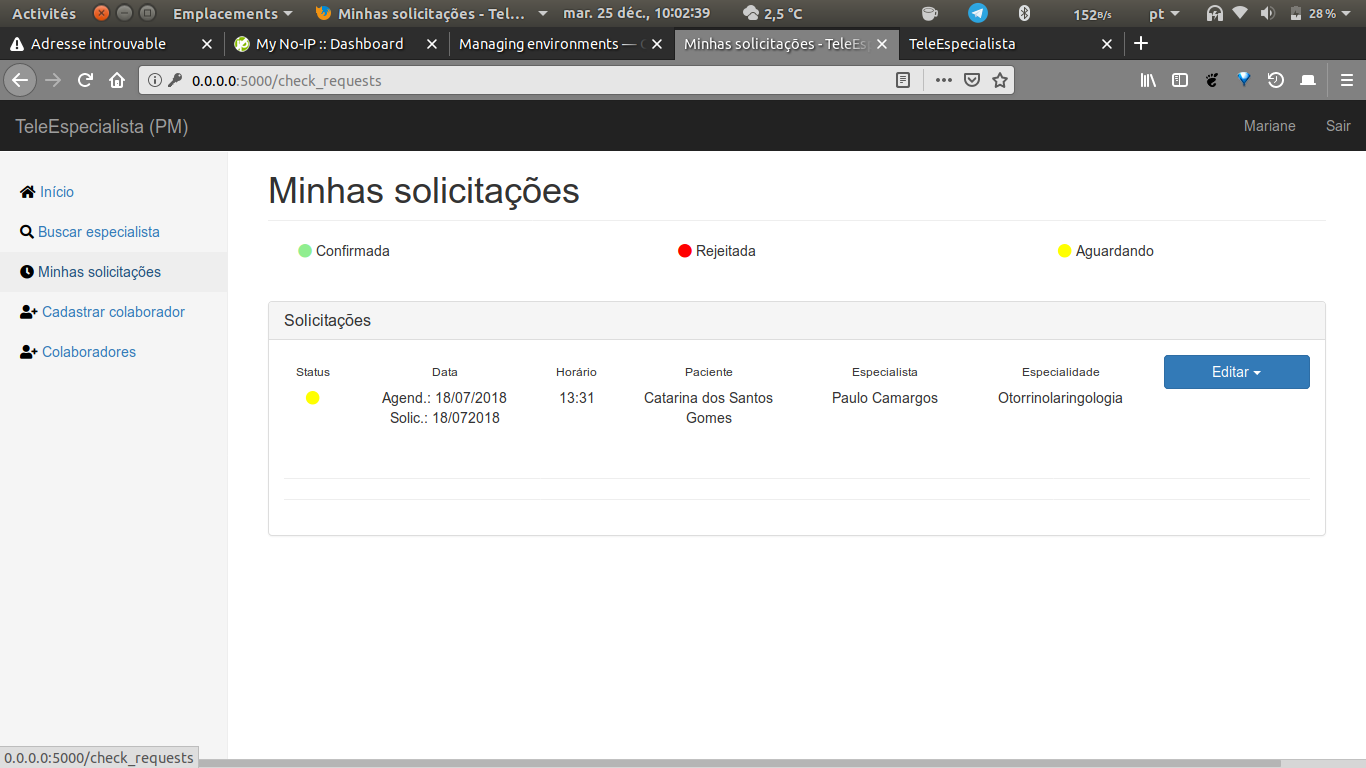 Activités Emplacements Minhas solicitações - Tel... mar. 25 déc., 10:02:39 2,5 °C 152B/s pt 28 %
Adresse introuvable My No-IP :: Dashboard Managing environments — Minhas solicitações - TeleEs TeleEspecialista
0.0.0.0:5000/check_requests
TeleEspecialista (PM) Mariane Sair
Início
Buscar especialista
Minhas solicitações
Cadastrar colaborador
Colaboradores
Minhas solicitações
Confirmada Rejeitada Aguardando
Solicitações
Status Data Horário Paciente Especialista Especialidade Editar
Agend.: 18/07/2018 13:31 Catarina dos Santos Paulo Camargos Otorrinolaringologia
Solic.: 18/072018 Gomes
0.0.0.0:5000/check_requests